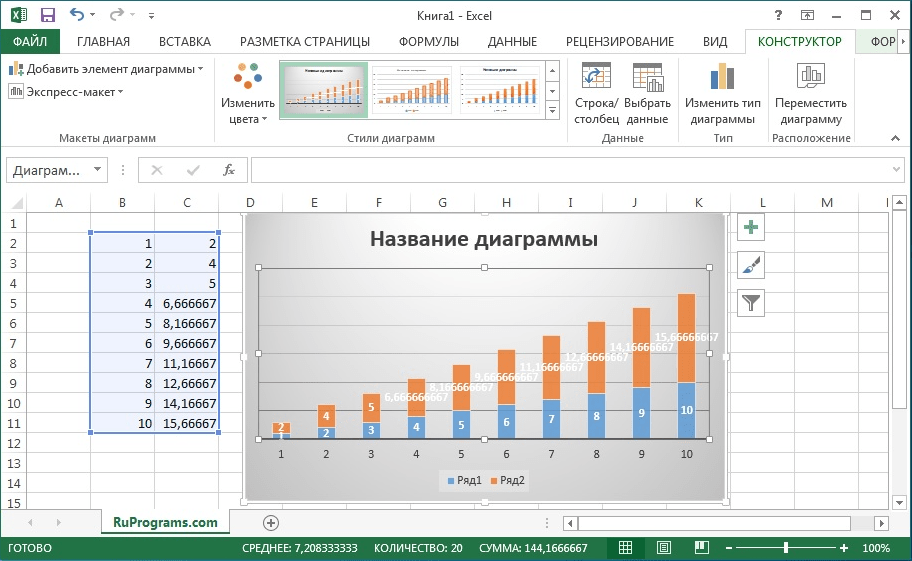 Книга1 - Excel
ФАЙЛ ГЛАВНАЯ ВСТАВКА РАЗМЕТКА СТРАНИЦЫ ФОРМУЛЫ ДАННЫЕ РЕЦЕНЗИРОВАНИЕ ВИД КОНСТРУКТОР ФОР
Добавить элемент диаграммы
Экспресс-макет
Изменить
цвета
Строка/
столбец
Выбрать
данные
Изменить тип
диаграммы
Переместить
диаграмму
Макеты диаграмм Стили диаграмм Данные Тип Расположение
Диаграм... fx
A B C D E F G H I J K L M
1
2 1 2
3 2 4
4 3 5
5 4 6,666667
6 5 8,166667
7 6 9,666667
8 7 11,16667
9 8 12,66667
10 9 14,16667
11 10 15,66667
12
13
14
15
Название диаграммы
2 4 5 6,666666667 8,166666667 9,666666667 11,16666667 12,66666667 14,16666667 15,66666667
1 2 3 4 5 6 7 8 9 10
1 2 3 4 5 6 7 8 9 10
Ряд1 Ряд2
RuPrograms.com
ГОТОВО СРЕДНЕЕ: 7,208333333 КОЛИЧЕСТВО: 20 СУММА: 144,1666667 100%